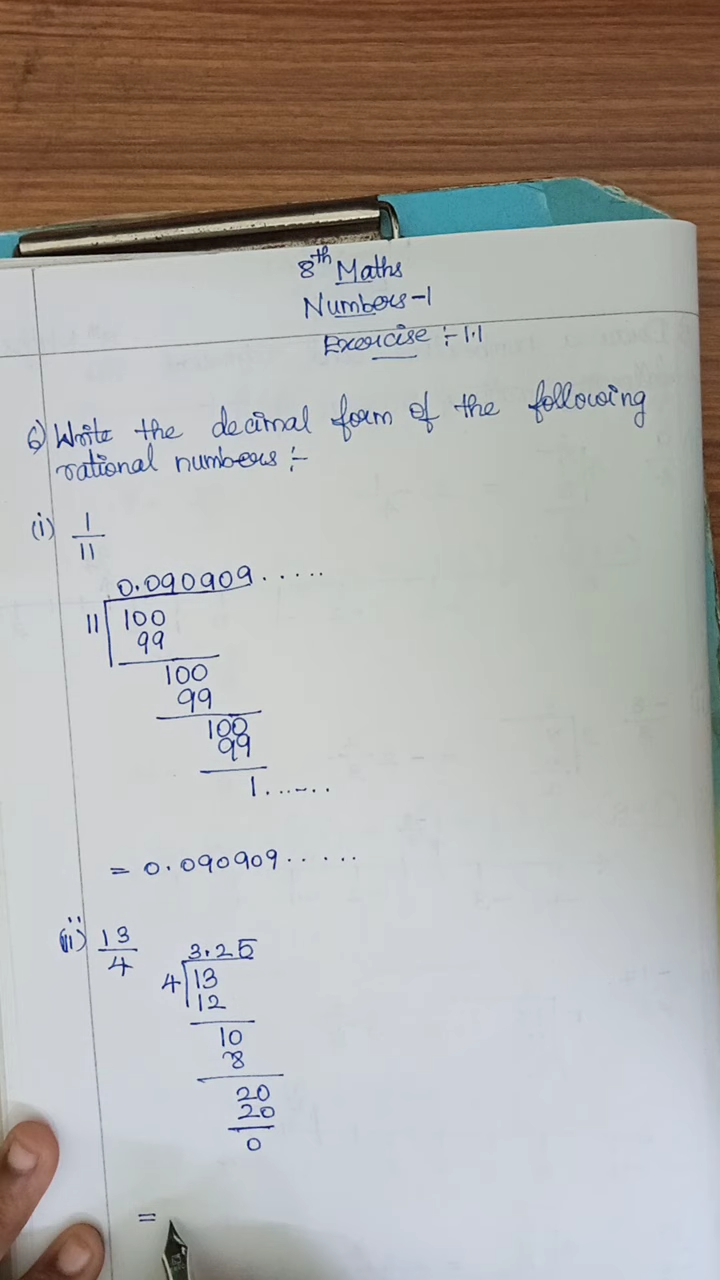 8th Maths
Numbers-1
Exercise :- 1.1
6) Write the decimal form of the following
rational numbers :-
(i) 1/11
0.090909.....
11 100
99
100
99
100
99
1......
= 0.090909.....
(ii) 13/4
3.25
4 13
12
10
8
20
20
0
=